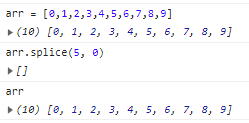 arr = [0,1,2,3,4,5,6,7,8,9]
▶ (10) [0, 1, 2, 3, 4, 5, 6, 7, 8, 9]
arr.splice(5, 0)
▶ []
arr
▶ (10) [0, 1, 2, 3, 4, 5, 6, 7, 8, 9]